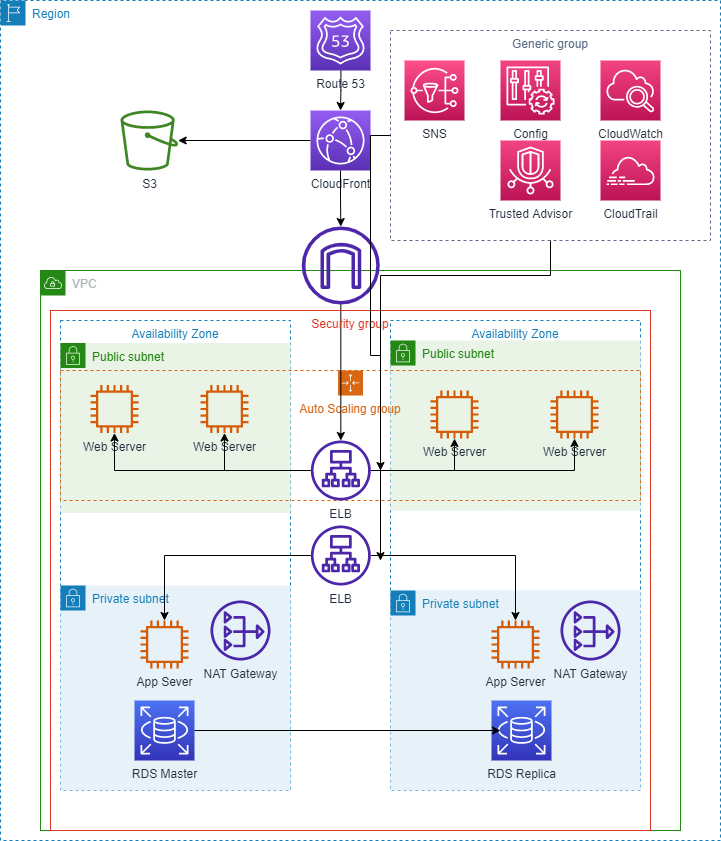 Region
53
Route 53
Generic group
SNS
Config
CloudWatch
S3
CloudFront
Trusted Advisor
CloudTrail
VPC
Security group
Availability Zone
Availability Zone
Public subnet
Public subnet
Auto Scaling group
Web Server
Web Server
Web Server
Web Server
ELB
ELB
Private subnet
Private subnet
App Sever
NAT Gateway
App Server
NAT Gateway
RDS Master
RDS Replica